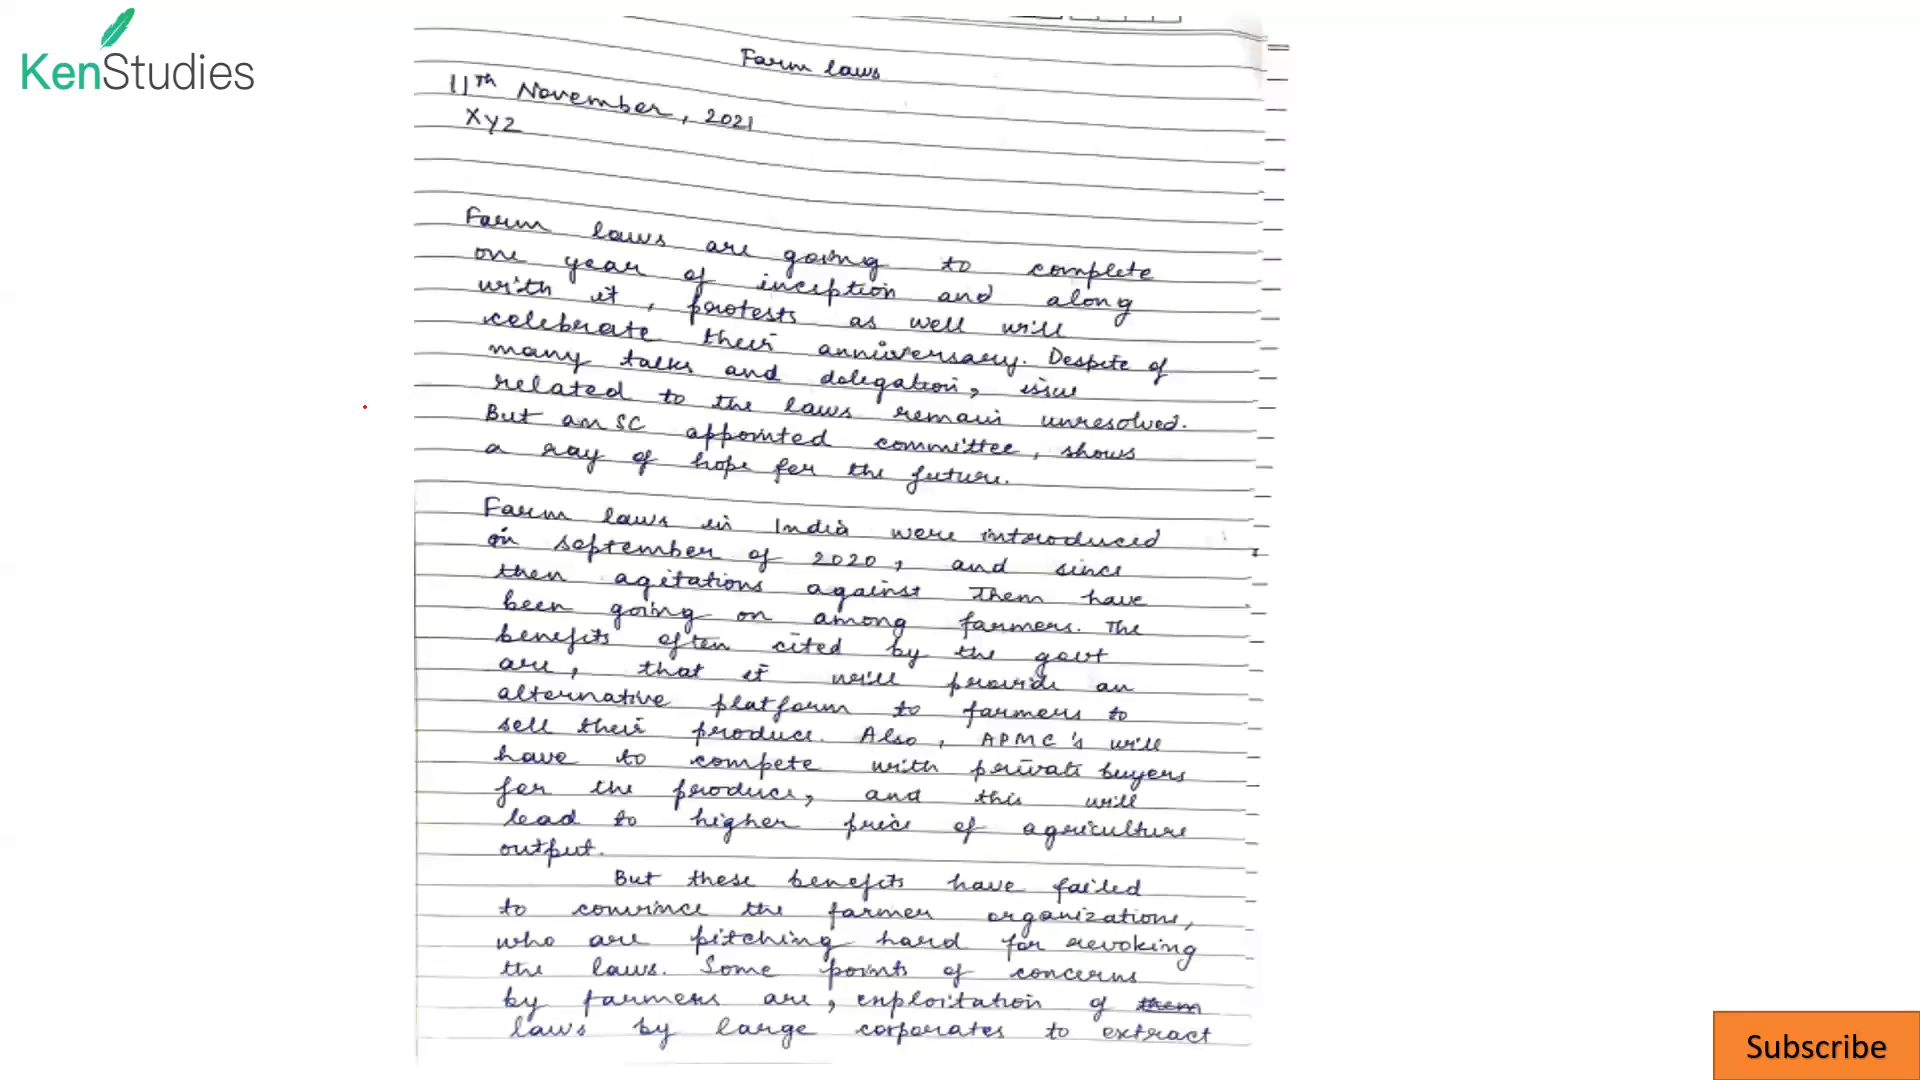 KenStudies
Farm laws
11th November, 2021
Xyz
Farm laws are going to complete
one year of inception and along
with it, protests as well will
celebrate their anniversary. Despite of
many talks and delegation, issue
related to the laws remain unresolved.
But an SC appointed committee, shows
a ray of hope for the future.
Farm laws in India were introduced
in september of 2020, and since
then agitations against them have
been going on among farmers. The
benefits often cited by the govt
are, that it will provide an
alternative platform to farmers to
sell their produce. Also, APMC's will
have to compete with private buyers
for the produce, and this will
lead to higher price of agriculture
output.
But these benefits have failed
to convince the farmer organizations,
who are pitching hard for revoking
the laws. Some points of concerns
by farmers are, exploitation of them
laws by large corporates to extract
Subscribe